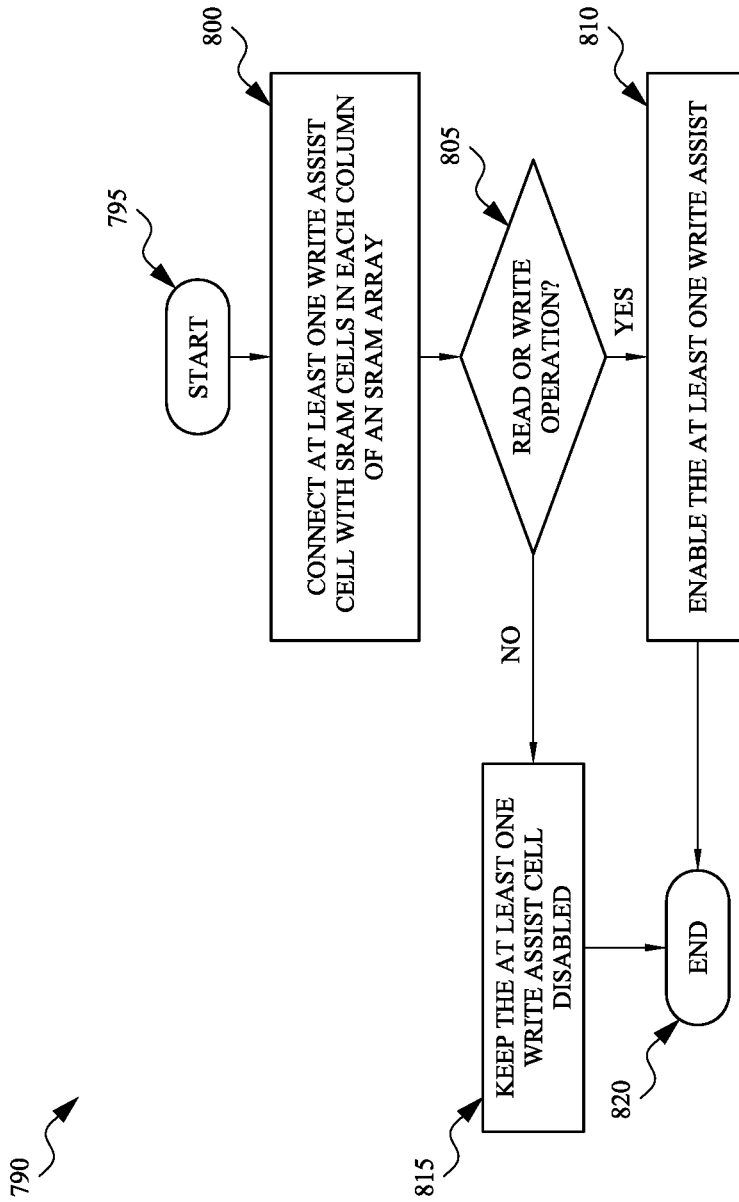 790
795
START
800
CONNECT AT LEAST ONE WRITE ASSIST
CELL WITH SRAM CELLS IN EACH COLUMN
OF AN SRAM ARRAY
805
READ OR WRITE
OPERATION?
NO
YES
815
KEEP THE AT LEAST ONE
WRITE ASSIST CELL
DISABLED
810
ENABLE THE AT LEAST ONE WRITE ASSIST
820
END